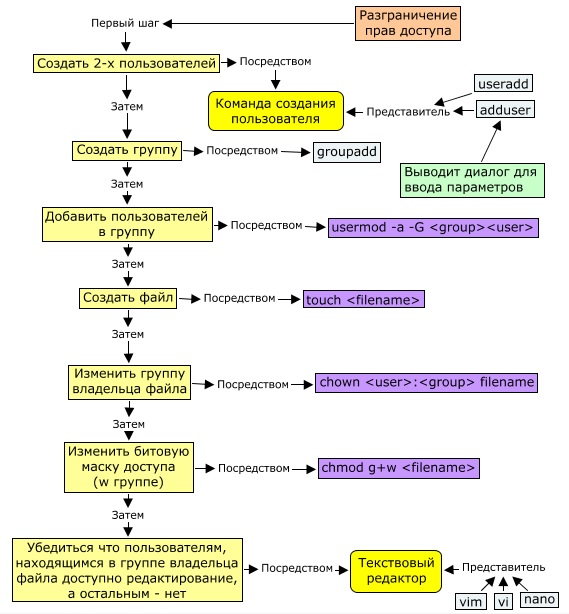 Разграничение
прав доступа
Первый шаг
Создать 2-х пользователей
Посредством
Команда создания
пользователя
Представитель
useradd
adduser
Выводит диалог для
ввода параметров
Затем
Создать группу
Посредством
groupadd
Затем
Добавить пользователей
в группу
Посредством
usermod -a -G <group><user>
Затем
Создать файл
Посредством
touch <filename>
Затем
Изменить группу
владельца файла
Посредством
chown <user>:<group> filename
Затем
Изменить битовую
маску доступа
(w группе)
Посредством
chmod g+w <filename>
Затем
Убедиться что пользователям,
находящимся в группе владельца
файла доступно редактирование,
а остальным - нет
Посредством
Текствовый
редактор
Представитель
vim
vi
nano